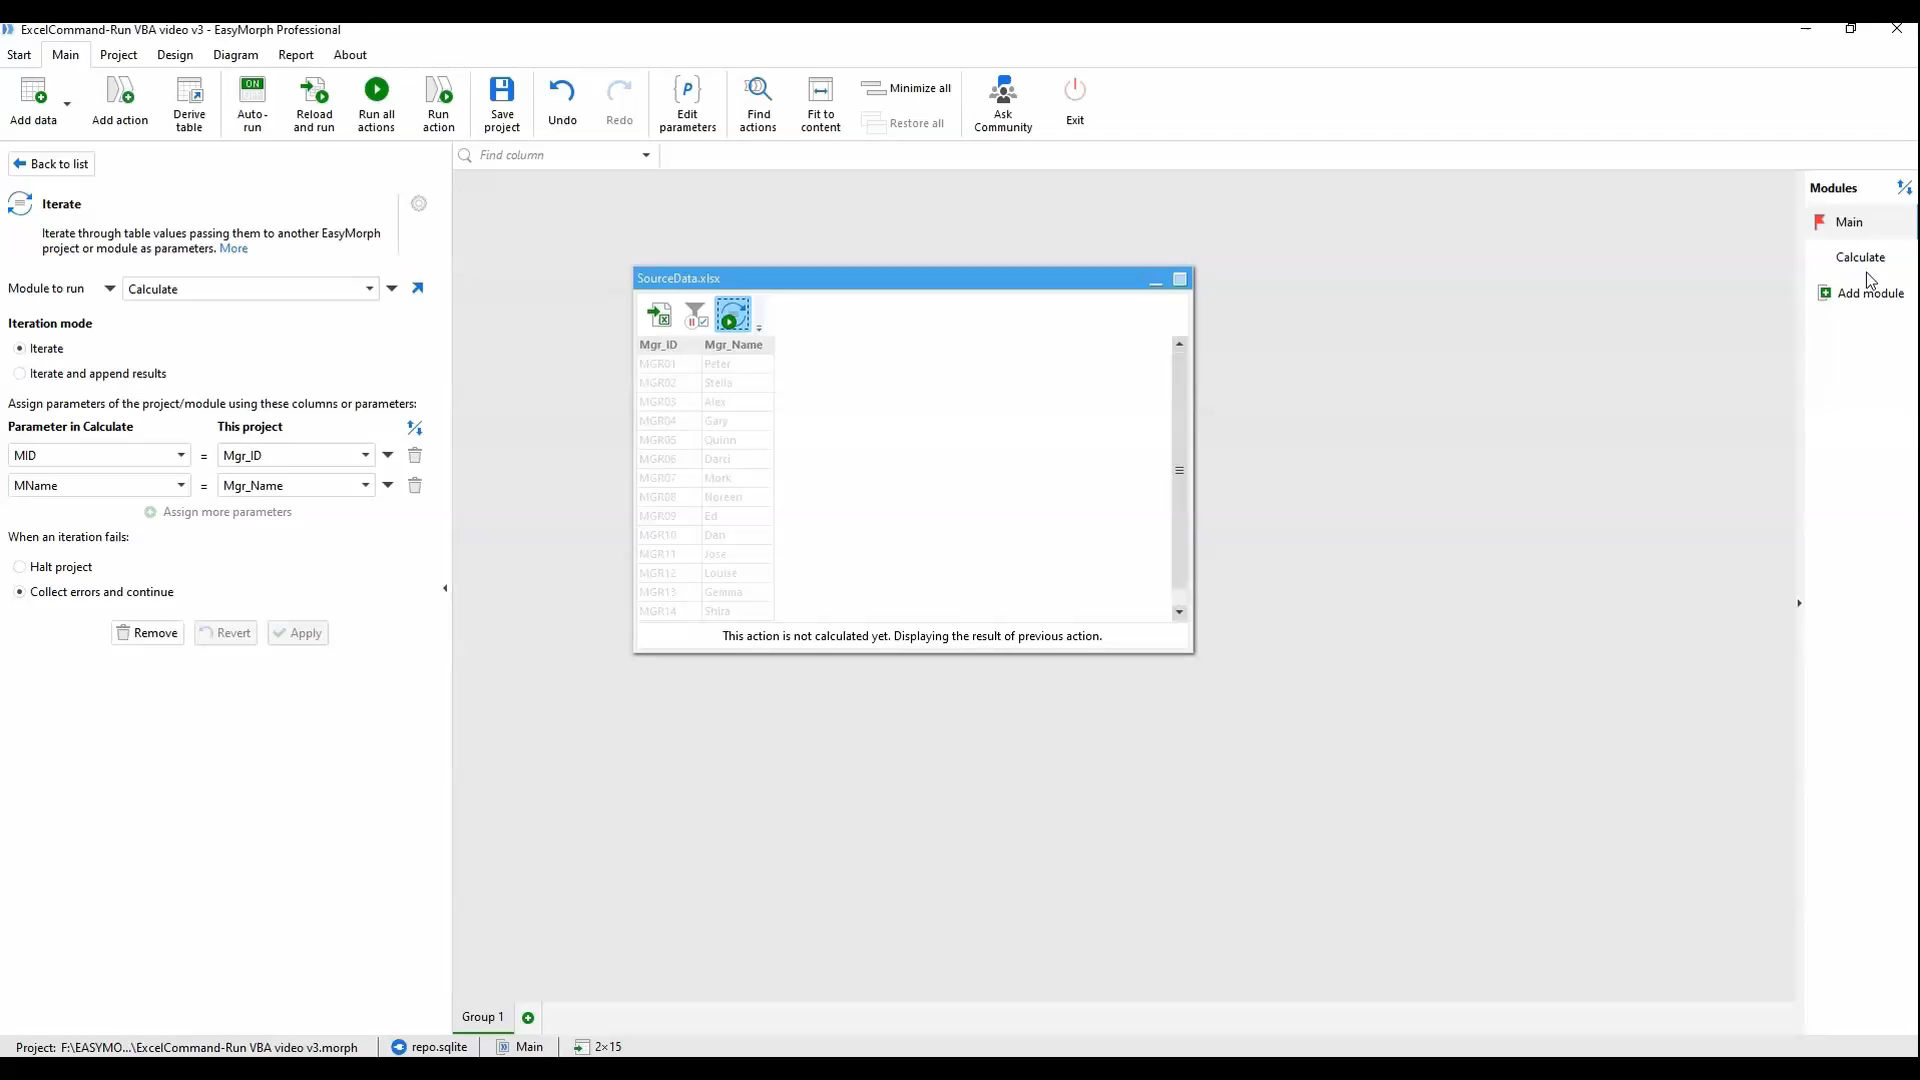 ExcelCommand-Run VBA video v3 - EasyMorph Professional
Start Main Project Design Diagram Report About
Add data
Add action
Derive table
ON
Auto-run
Reload and run
Run all actions
Run action
Save project
Undo
Redo
Edit parameters
Find actions
Fit to content
Minimize all
Restore all
Ask Community
Exit
Back to list
Find column
Iterate
Iterate through table values passing them to another EasyMorph
project or module as parameters. More
Module to run Calculate
Iteration mode
Iterate
Iterate and append results
Assign parameters of the project/module using these columns or parameters:
Parameter in Calculate This project
MID = Mgr_ID
MName = Mgr_Name
Assign more parameters
When an iteration fails:
Halt project
Collect errors and continue
Remove Revert Apply
SourceData.xlsx
Mgr_ID Mgr_Name
MGR01 Peter
MGR02 Stella
MGR03 Alex
MGR04 Gary
MGR05 Quinn
MGR06 Darci
MGR07 Mork
MGR08 Noreen
MGR09 Ed
MGR10 Dan
MGR11 Jose
MGR12 Louise
MGR13 Gemma
MGR14 Shira
This action is not calculated yet. Displaying the result of previous action.
Modules
Main
Calculate
Add module
Group 1
Project: F:\EASYMO...\ExcelCommand-Run VBA video v3.morph repo.sqlite Main 2×15